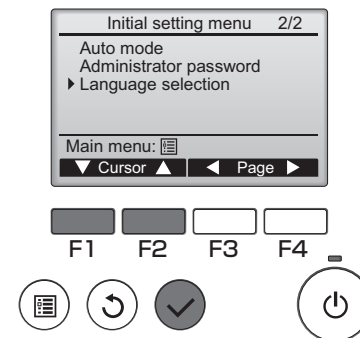 Initial setting menu 2/2
Auto mode
Administrator password
Language selection
Main menu:
Cursor Page
F1 F2 F3 F4